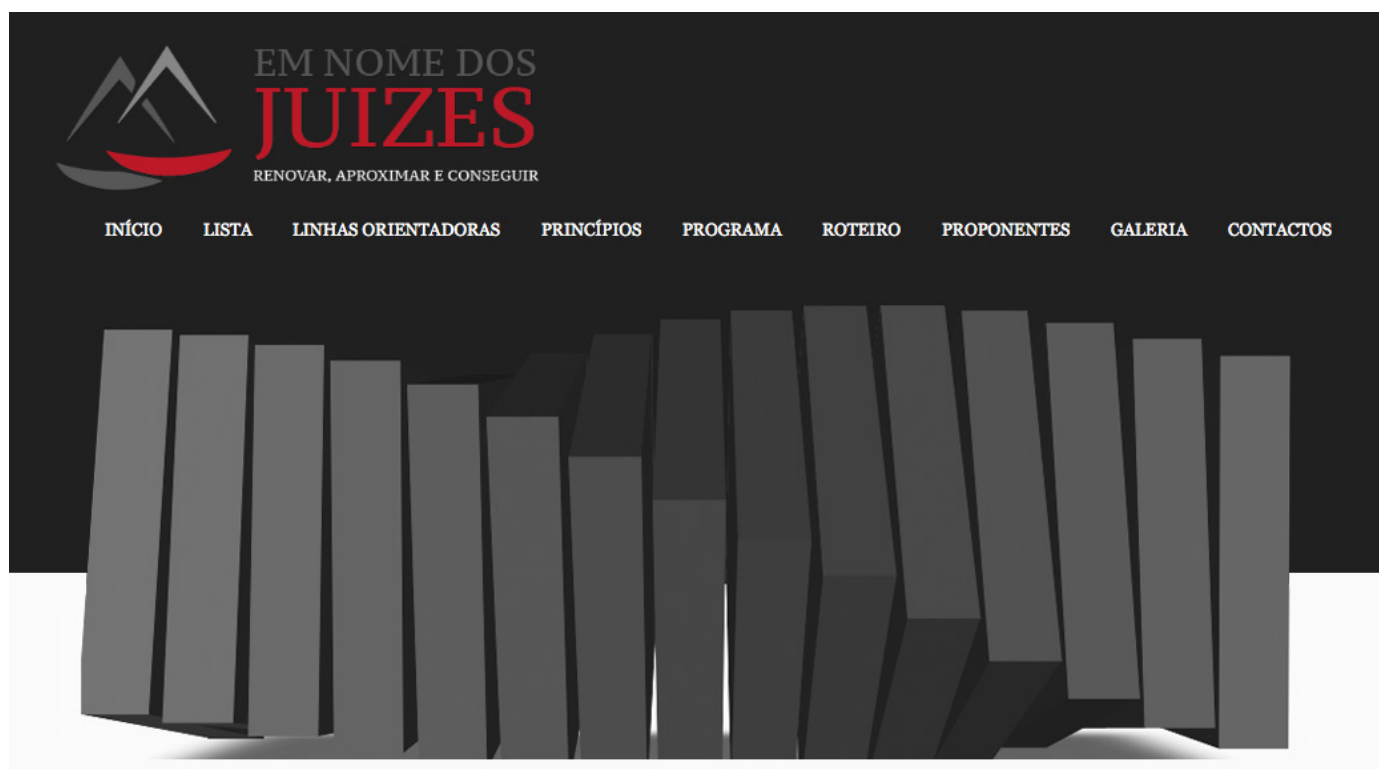 EM NOME DOS
JUIZES
RENOVAR, APROXIMAR E CONSEGUIR
INÍCIO LISTA LINHAS ORIENTADORAS PRINCÍPIOS PROGRAMA ROTEIRO PROPONENTES GALERIA CONTACTOS